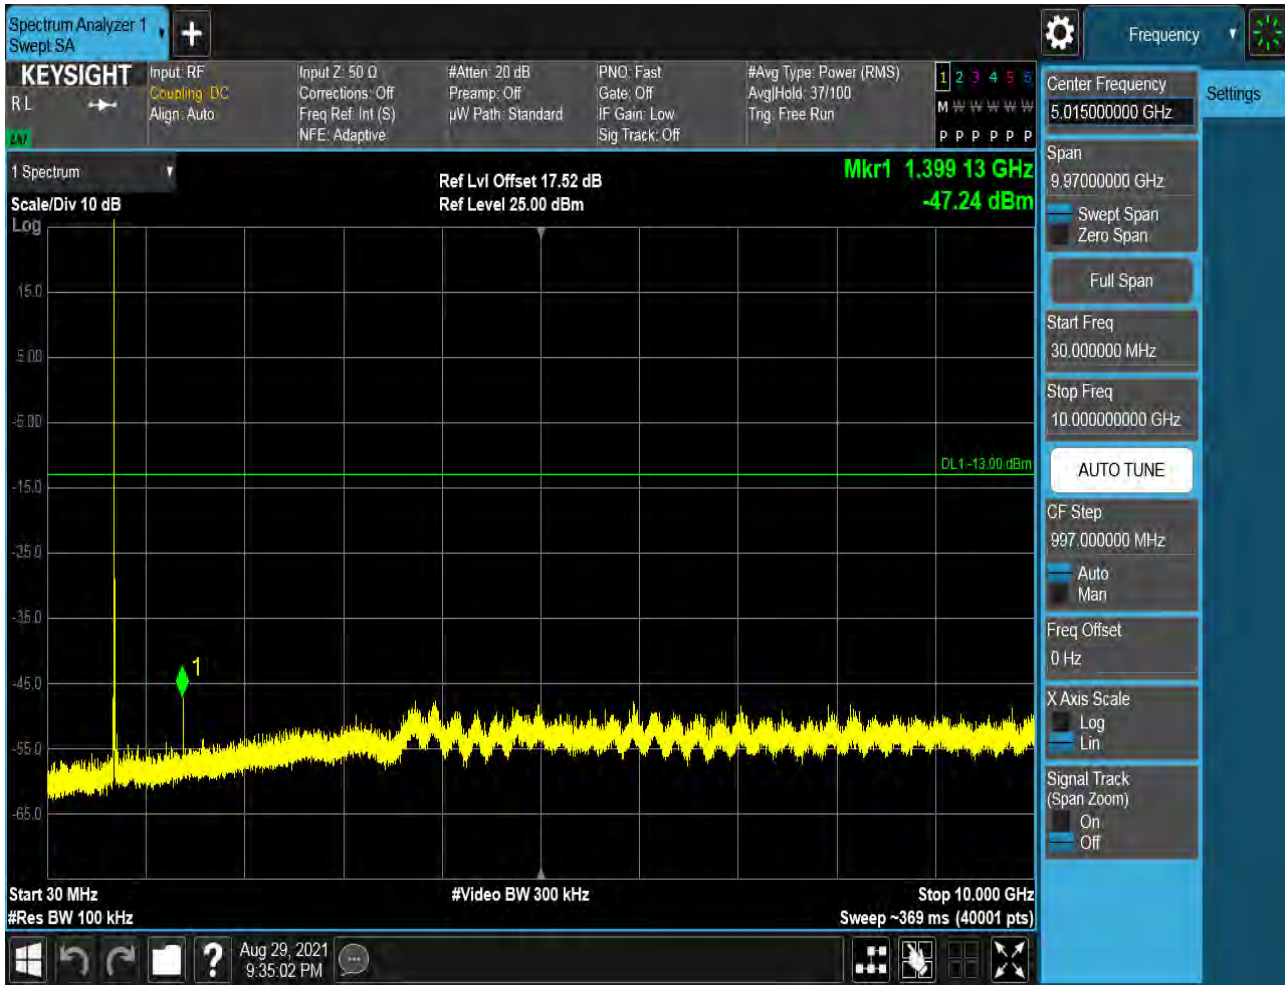 Spectrum Analyzer 1
Swept SA
Frequency
KEYSIGHT
R L
Input: RF
Coupling: DC
Align: Auto
Input Z: 50 Ω
Corrections: Off
Freq Ref: Int (S)
NFE: Adaptive
#Atten: 20 dB
Preamp: Off
µW Path: Standard
PNO: Fast
Gate: Off
IF Gain: Low
Sig Track: Off
#Avg Type: Power (RMS)
Avg|Hold: 37/100
Trig: Free Run
1 2 3 4 5 6
M W W W W W
P P P P P P
1 Spectrum
Scale/Div 10 dB
Log
Ref Lvl Offset 17.52 dB
Ref Level 25.00 dBm
Mkr1 1.399 13 GHz
-47.24 dBm
15.0
5.00
-5.00
DL1 -13.00 dBm
-15.0
-25.0
-35.0
1
-45.0
-55.0
-65.0
Start 30 MHz
#Video BW 300 kHz
Stop 10.000 GHz
#Res BW 100 kHz
Sweep ~369 ms (40001 pts)
Center Frequency
5.015000000 GHz
Settings
Span
9.97000000 GHz
Swept Span
Zero Span
Full Span
Start Freq
30.000000 MHz
Stop Freq
10.000000000 GHz
AUTO TUNE
CF Step
997.000000 MHz
Auto
Man
Freq Offset
0 Hz
X Axis Scale
Log
Lin
Signal Track
(Span Zoom)
On
Off
?
Aug 29, 2021
9:35:02 PM